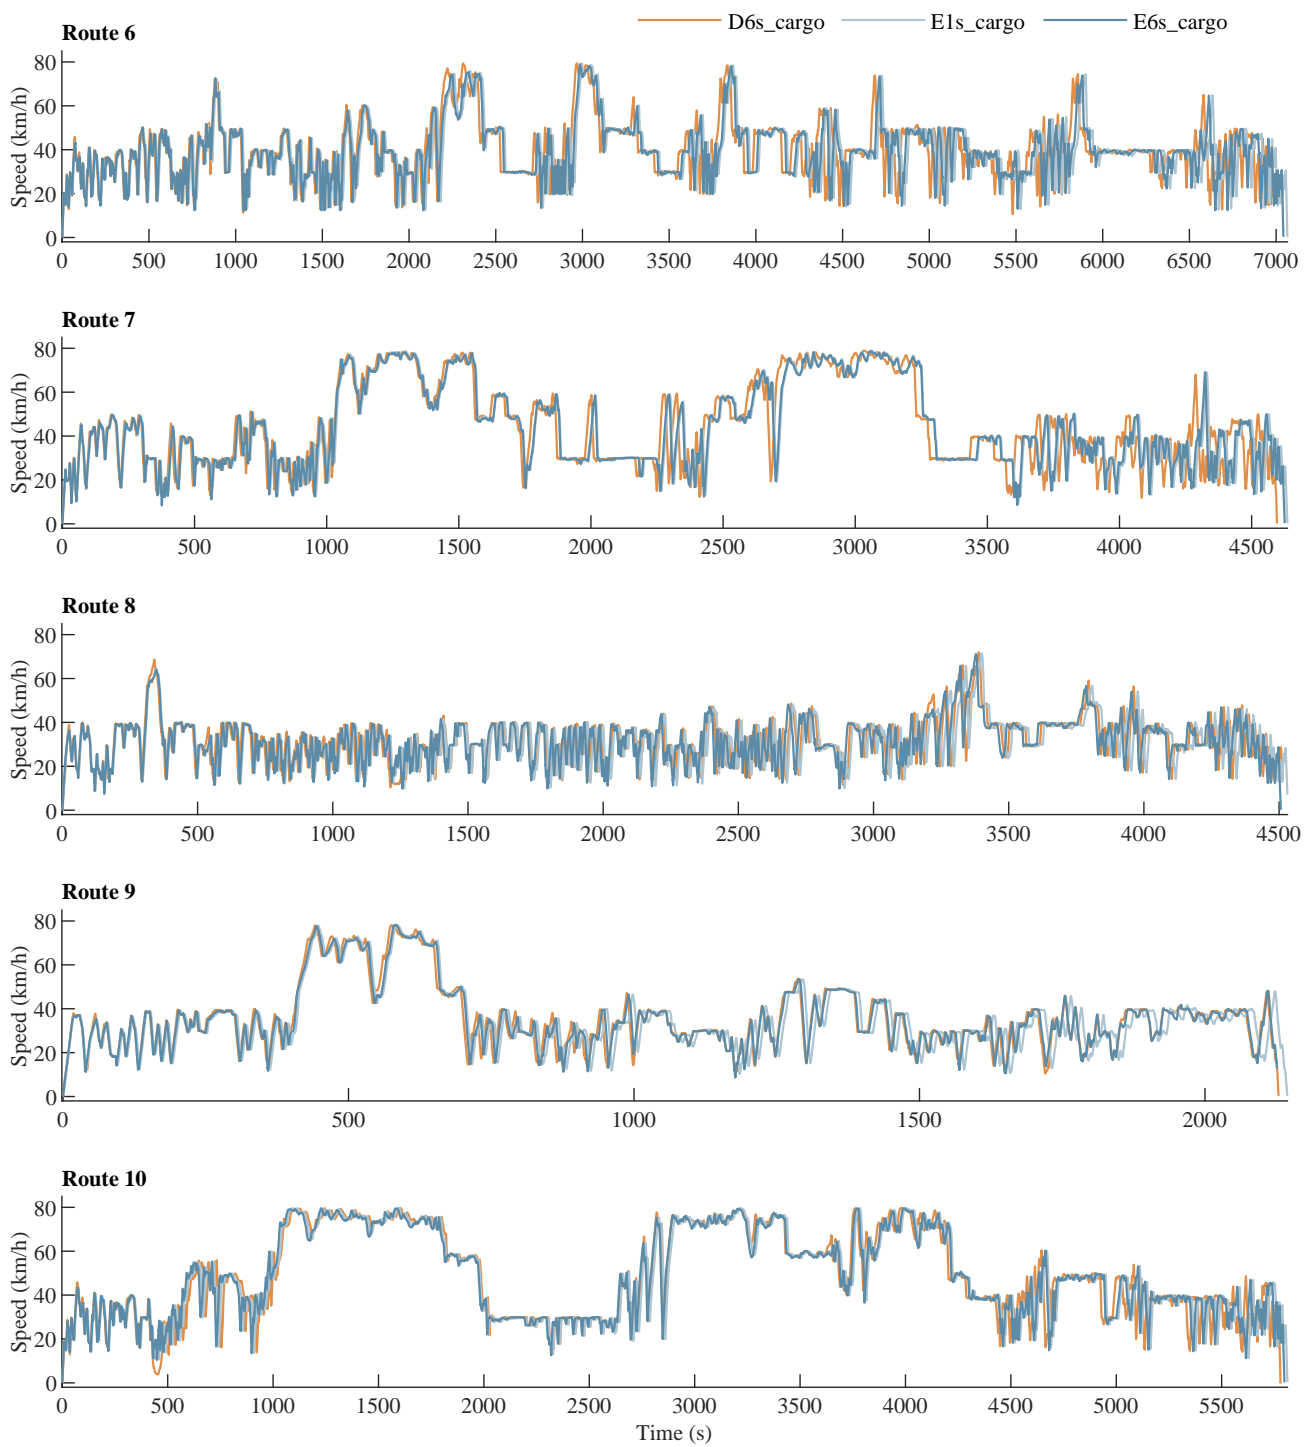 D6s_cargo E1s_cargo E6s_cargo
Route 6
Speed (km/h)
80
60
40
20
0
0 500 1000 1500 2000 2500 3000 3500 4000 4500 5000 5500 6000 6500 7000
Route 7
Speed (km/h)
80
60
40
20
0
0 500 1000 1500 2000 2500 3000 3500 4000 4500
Route 8
Speed (km/h)
80
60
40
20
0
0 500 1000 1500 2000 2500 3000 3500 4000 4500
Route 9
Speed (km/h)
80
60
40
20
0
0 500 1000 1500 2000
Route 10
Speed (km/h)
80
60
40
20
0
0 500 1000 1500 2000 2500 3000 3500 4000 4500 5000 5500
Time (s)